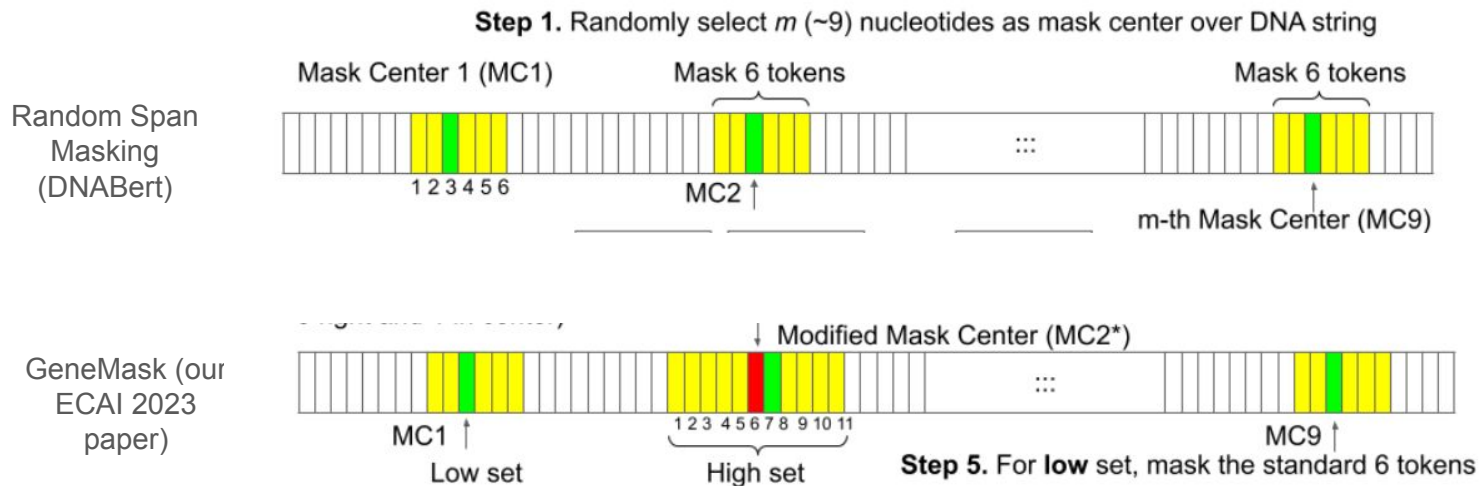 Step 1. Randomly select m (~9) nucleotides as mask center over DNA string
Mask Center 1 (MC1)
Mask 6 tokens
Mask 6 tokens
Random Span
Masking
(DNABert)
:::
1 2 3 4 5 6
MC2
m-th Mask Center (MC9)
Modified Mask Center (MC2*)
GeneMask (our
ECAI 2023
paper)
:::
1 2 3 4 5 6 7 8 9 10 11
MC1
MC9
Low set
High set
Step 5. For low set, mask the standard 6 tokens